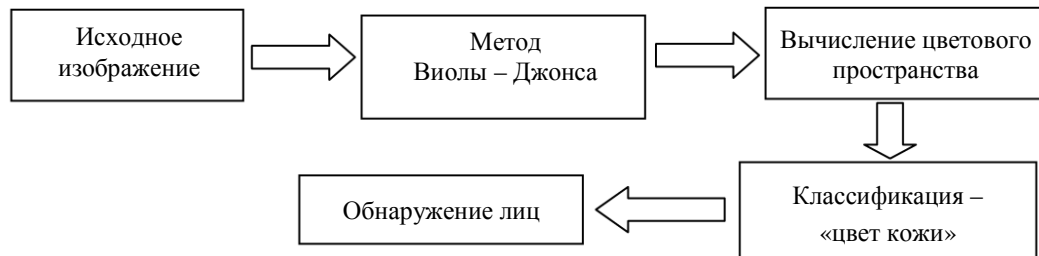 Исходное
изображение
Метод
Виолы – Джонса
Вычисление цветового
пространства
Классификация –
«цвет кожи»
Обнаружение лиц